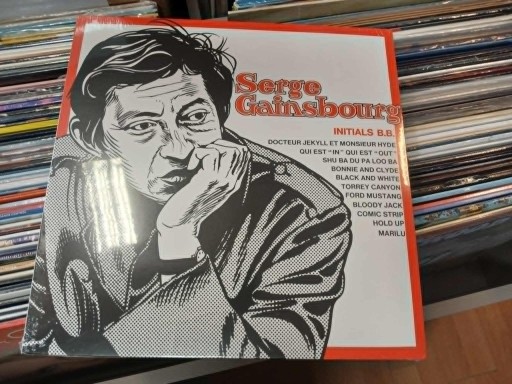 Serge
Gainsbourg
INITIALS B.B.
DOCTEUR JEKYLL ET MONSIEUR HYDE
QUI EST "IN" QUI EST "OUT"
SHU BA DU PA LOO BA
BONNIE AND CLYDE
BLACK AND WHITE
TORREY CANYON
FORD MUSTANG
BLOODY JACK
COMIC STRIP
HOLD UP
MARILU